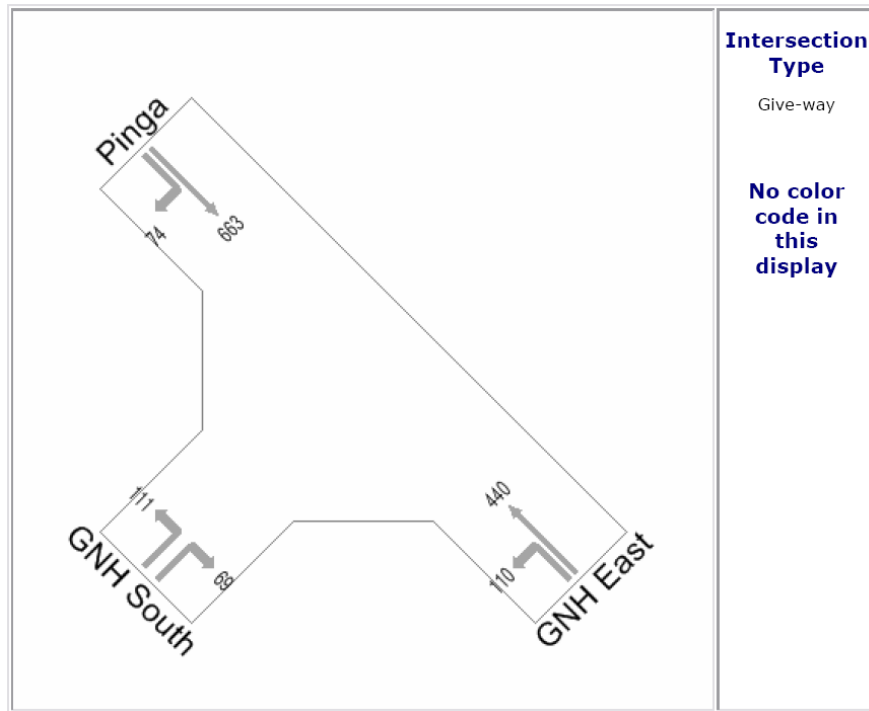 Pinga
74
663
111
69
GNH South
440
110
GNH East
Intersection
Type
Give-way
No color
code in
this
display